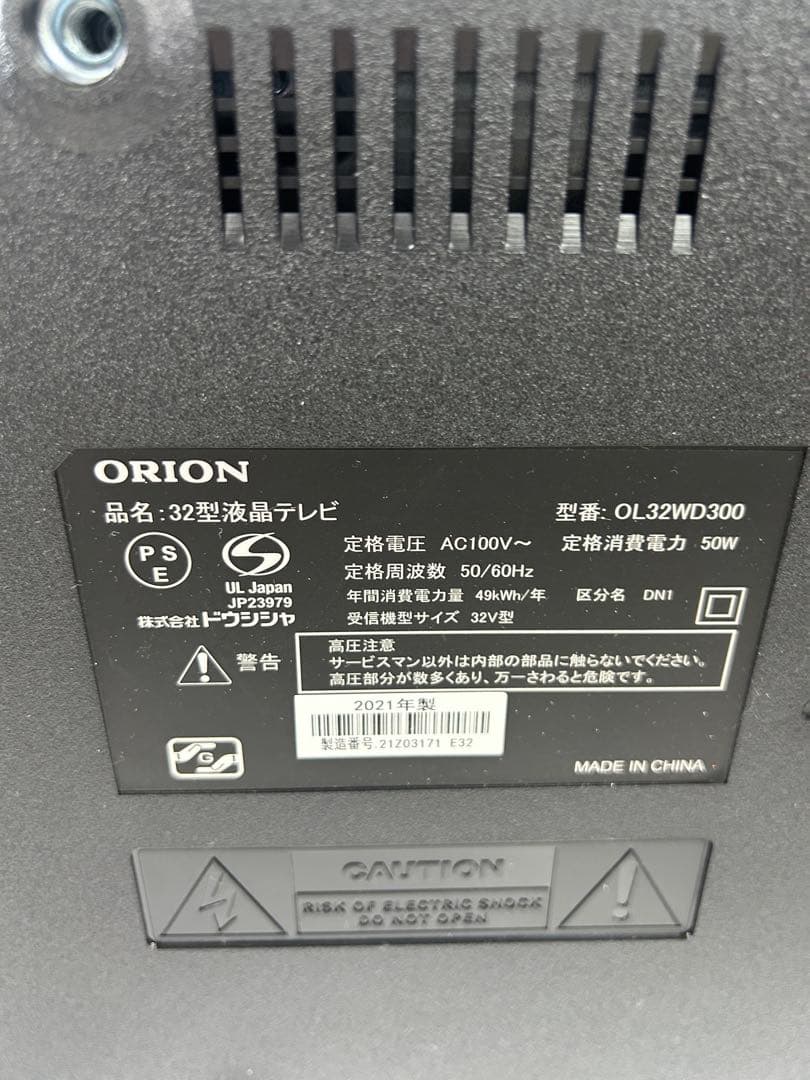 ORION
品名:32型液晶テレビ 型番: OL32WD300
PS
E
UL Japan
JP23979
株式会社ドウシシャ
定格電圧 AC100V～ 定格消費電力 50W
定格周波数 50/60Hz
年間消費電力量 49kWh/年 区分名 DN1
受信機型サイズ 32V型
警告
高圧注意
サービスマン以外は内部の部品に触らないでください。
高圧部分が数多くあり、万一さわると危険です。
2021年製
製造番号.21Z03171 E32
G
MADE IN CHINA
CAUTION
RISK OF ELECTRIC SHOCK
DO NOT OPEN